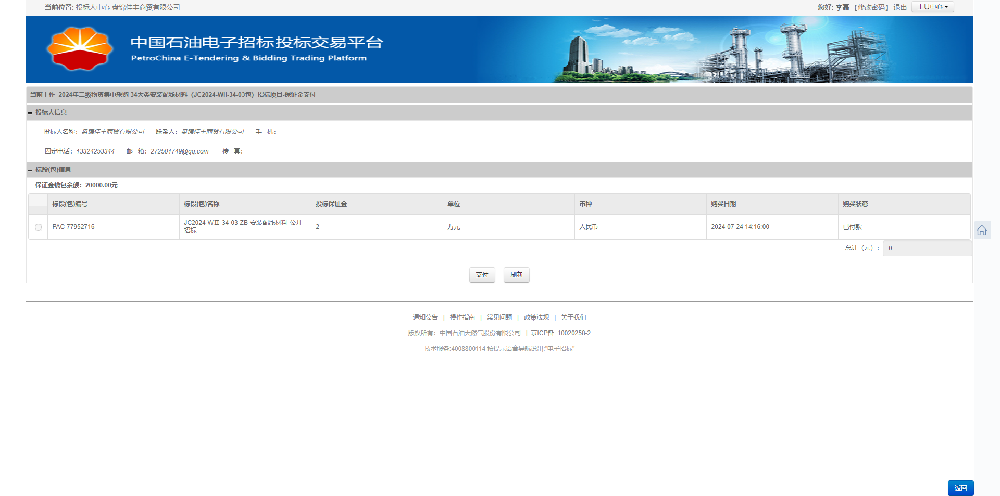 当前位置: 投标人中心-盘锦佳丰商贸有限公司
您好: 李磊 【修改密码】 退出 工具中心
中国石油电子招标投标交易平台
PetroChina E-Tendering & Bidding Trading Platform
当前工作 2024年二级物资集中采购 34大类安装配线材料（JC2024-WII-34-03包）招标项目-保证金支付
投标人信息
投标人名称: 盘锦佳丰商贸有限公司 联系人: 盘锦佳丰商贸有限公司 手 机:
固定电话: 13324253344 邮 箱: 272501749@qq.com 传 真:
标段(包)信息
保证金钱包余额: 20000.00元
标段(包)编号 标段(包)名称 投标保证金 单位 币种 购买日期 购买状态
PAC-77952716 JC2024-WⅡ-34-03-ZB-安装配线材料-公开招标 2 万元 人民币 2024-07-24 14:16:00 已付款
总计（元）: 0
支付 刷新
通知公告 | 操作指南 | 常见问题 | 政策法规 | 关于我们
版权所有: 中国石油天然气股份有限公司 | 京ICP备 10020258-2
技术服务:4008800114 按提示语音导航说出:"电子招标"
返回